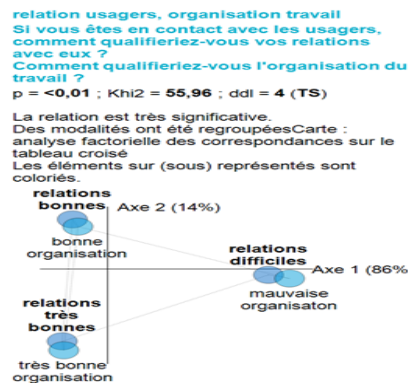 relation usagers, organisation travail
Si vous êtes en contact avec les usagers,
comment qualifieriez-vous vos relations
avec eux ?
Comment qualifieriez-vous l'organisation du
travail ?
p = <0,01 ; Khi2 = 55,96 ; ddl = 4 (TS)
La relation est très significative.
Des modalités ont été regroupéesCarte :
analyse factorielle des correspondances sur le
tableau croisé
Les éléments sur (sous) représentés sont
coloriés.
relations
bonnes
Axe 2 (14%)
bonne
organisation
relations
difficiles
Axe 1 (86%
mauvaise
organisaton
relations
très
bonnes
très bonne
organisation